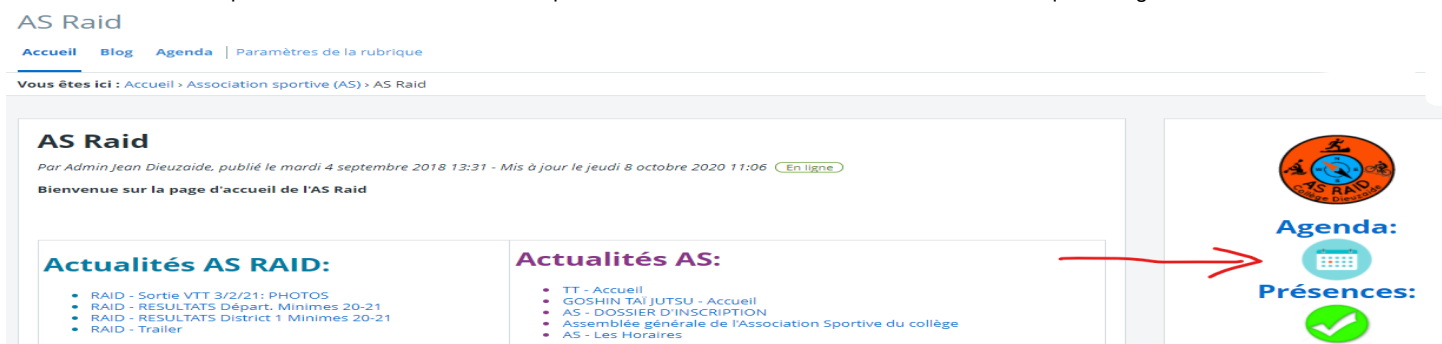 AS Raid
Accueil Blog Agenda | Paramètres de la rubrique
Vous êtes ici : Accueil › Association sportive (AS) › AS Raid
AS Raid
Par Admin Jean Dieuzaide, publié le mardi 4 septembre 2018 13:31 - Mis à jour le jeudi 8 octobre 2020 11:06 En ligne
Bienvenue sur la page d'accueil de l'AS Raid
Actualités AS RAID:
• RAID - Sortie VTT 3/2/21: PHOTOS
• RAID - RESULTATS Départ. Minimes 20-21
• RAID - RESULTATS District 1 Minimes 20-21
• RAID - Trailer
Actualités AS:
• TT - Accueil
• GOSHIN TAÏ JUTSU - Accueil
• AS - DOSSIER D'INSCRIPTION
• Assemblée générale de l'Association Sportive du collège
• AS - Les Horaires
AS RAID
Collège Dieuzaide
Agenda:
Présences: